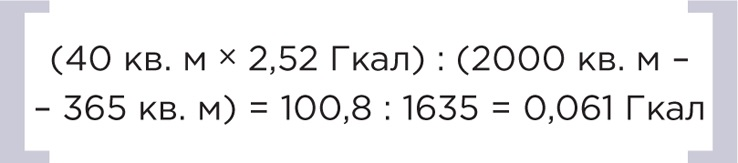 (40 кв. м × 2,52 Гкал) : (2000 кв. м –
– 365 кв. м) = 100,8 : 1635 = 0,061 Гкал